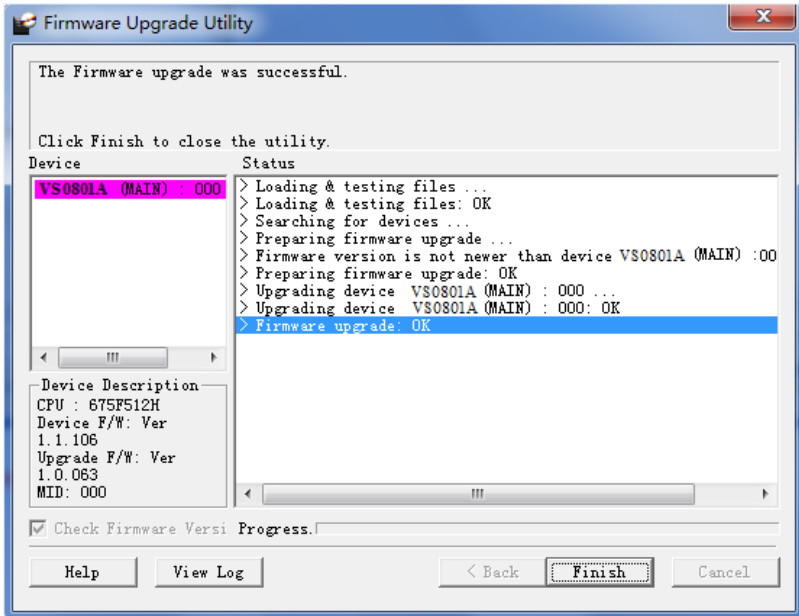 Firmware Upgrade Utility
The Firmware upgrade was successful.
Click Finish to close the utility.
Device
Status
VS0801A (MAIN) : 000
> Loading & testing files ...
> Loading & testing files: OK
> Searching for devices ...
> Preparing firmware upgrade ...
> Firmware version is not newer than device VS0801A (MAIN) :00
> Preparing firmware upgrade: OK
> Upgrading device VS0801A (MAIN) : 000 ...
> Upgrading device VS0801A (MAIN) : 000: OK
> Firmware upgrade: OK
Device Description
CPU : 675F512H
Device F/W: Ver
1.1.106
Upgrade F/W: Ver
1.0.063
MID: 000
Check Firmware Versi Progress.
Help
View Log
< Back
Finish
Cancel